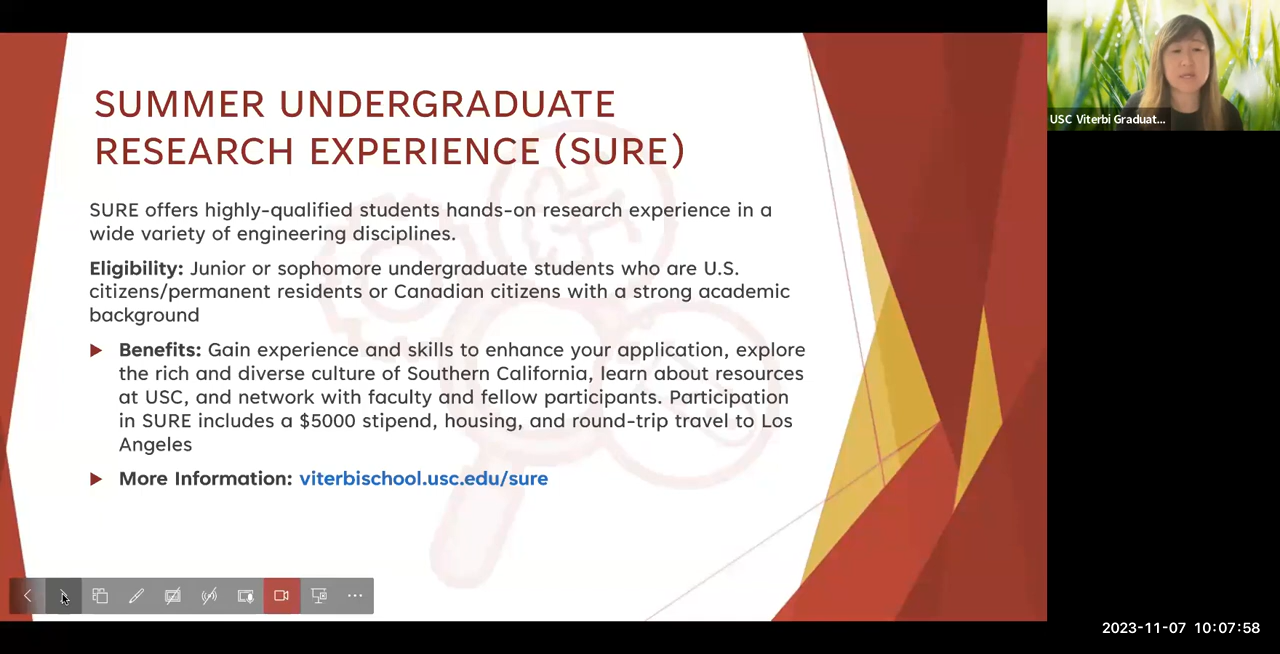 SUMMER UNDERGRADUATE
RESEARCH EXPERIENCE (SURE)
SURE offers highly-qualified students hands-on research experience in a
wide variety of engineering disciplines.
Eligibility: Junior or sophomore undergraduate students who are U.S.
citizens/permanent residents or Canadian citizens with a strong academic
background
Benefits: Gain experience and skills to enhance your application, explore
the rich and diverse culture of Southern California, learn about resources
at USC, and network with faculty and fellow participants. Participation
in SURE includes a $5000 stipend, housing, and round-trip travel to Los
Angeles
More Information: viterbischool.usc.edu/sure
USC Viterbi Graduat...
2023-11-07 10:07:58